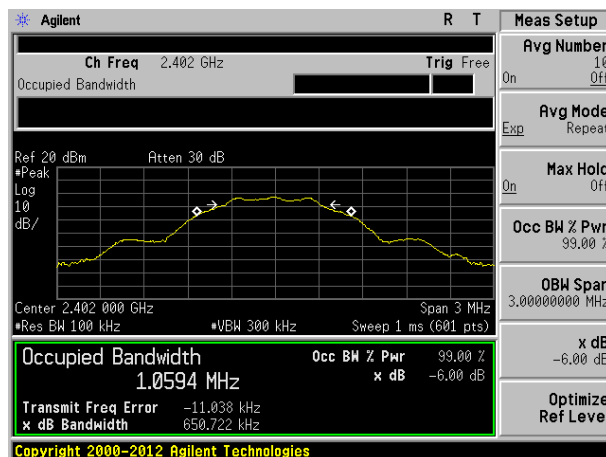 Agilent R T
Ch Freq 2.402 GHz Trig Free
Occupied Bandwidth
Ref 20 dBm Atten 30 dB
#Peak
Log
10
dB/
Center 2.402 000 GHz Span 3 MHz
#Res BW 100 kHz #VBW 300 kHz Sweep 1 ms (601 pts)
Occupied Bandwidth Occ BW % Pwr 99.00 %
1.0594 MHz x dB -6.00 dB
Transmit Freq Error -11.038 kHz
x dB Bandwidth 650.722 kHz
Copyright 2000-2012 Agilent Technologies
Meas Setup
Avg Number
10
On Off
Avg Mode
Exp Repeat
Max Hold
On Off
Occ BW % Pwr
99.00 %
OBW Span
3.00000000 MHz
x dB
-6.00 dB
Optimize
Ref Level